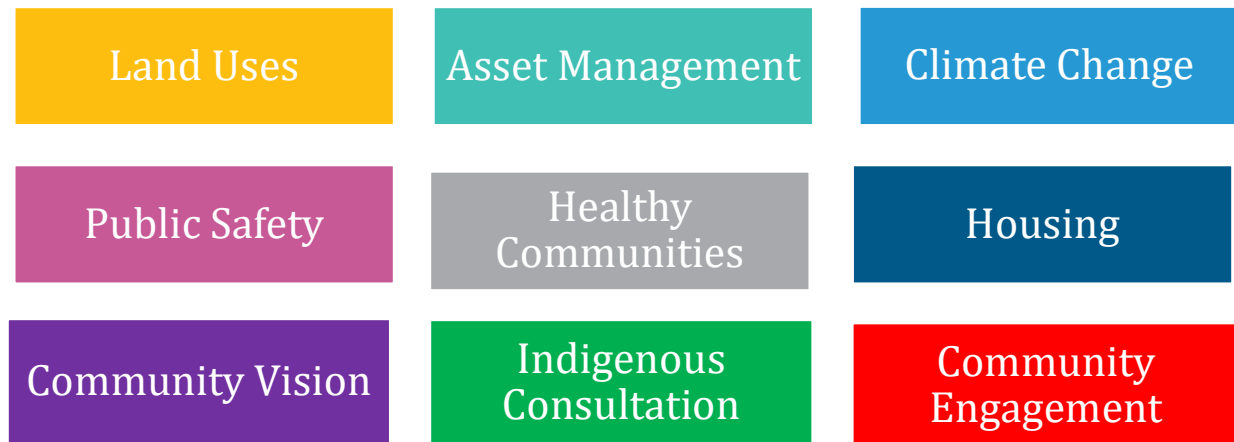 Land Uses
Asset Management
Climate Change
Public Safety
Healthy
Communities
Housing
Community Vision
Indigenous
Consultation
Community
Engagement